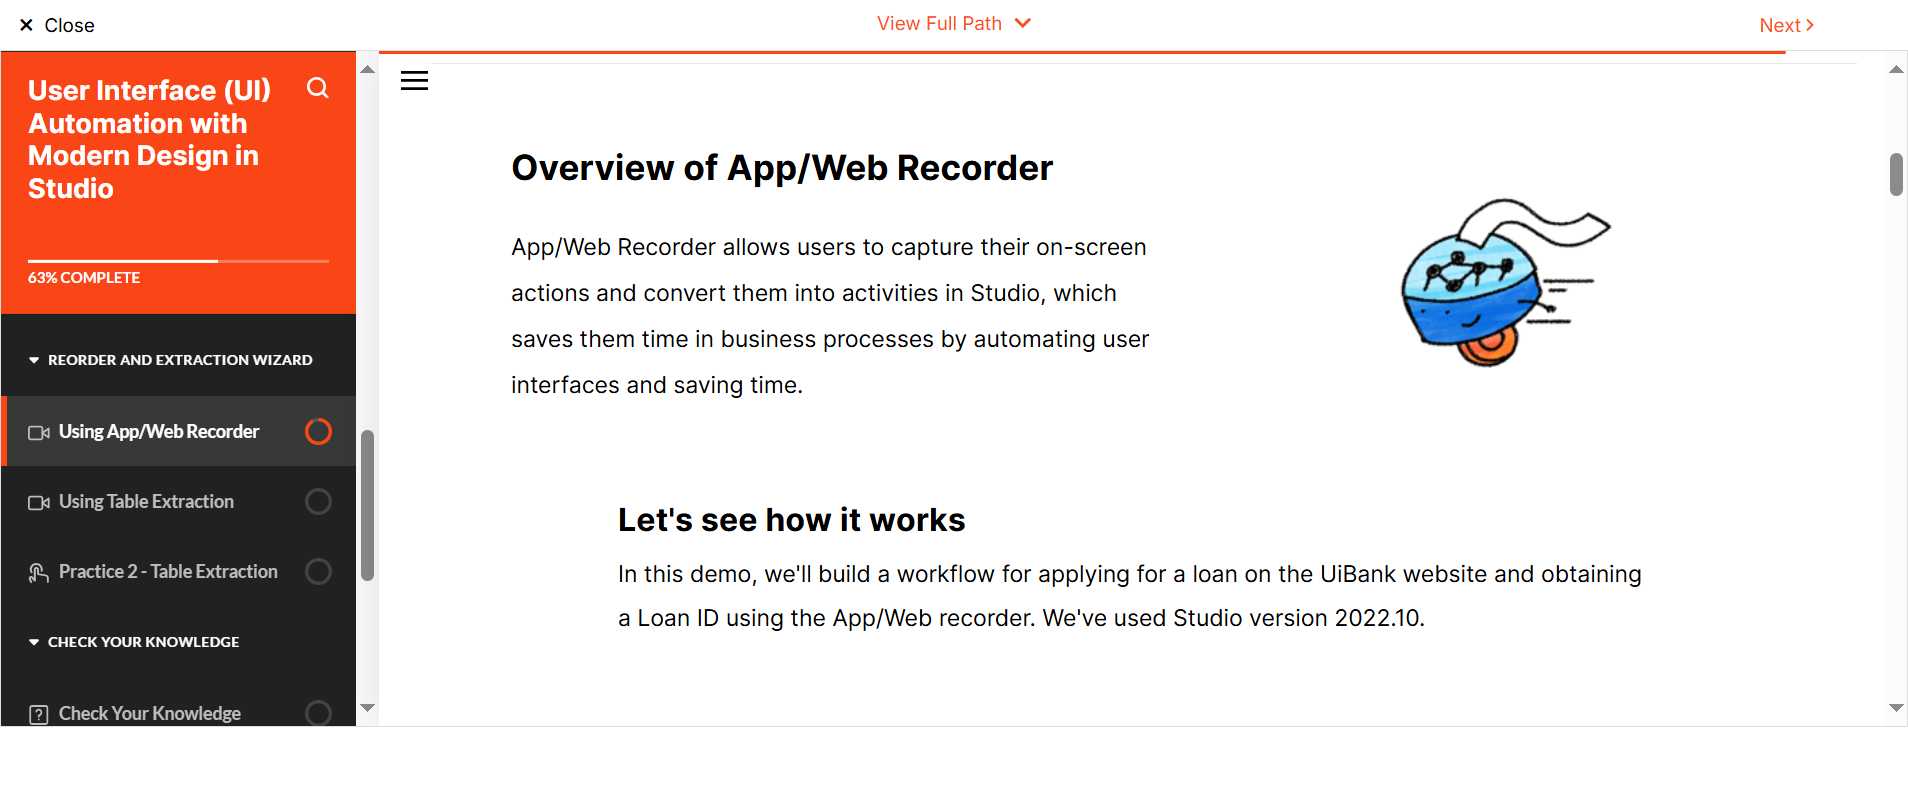 Close
View Full Path
Next
User Interface (UI)
Automation with
Modern Design in
Studio
63% COMPLETE
REORDER AND EXTRACTION WIZARD
Using App/Web Recorder
Using Table Extraction
Practice 2 - Table Extraction
CHECK YOUR KNOWLEDGE
Check Your Knowledge
Overview of App/Web Recorder
App/Web Recorder allows users to capture their on-screen
actions and convert them into activities in Studio, which
saves them time in business processes by automating user
interfaces and saving time.
Let's see how it works
In this demo, we'll build a workflow for applying for a loan on the UiBank website and obtaining
a Loan ID using the App/Web recorder. We've used Studio version 2022.10.